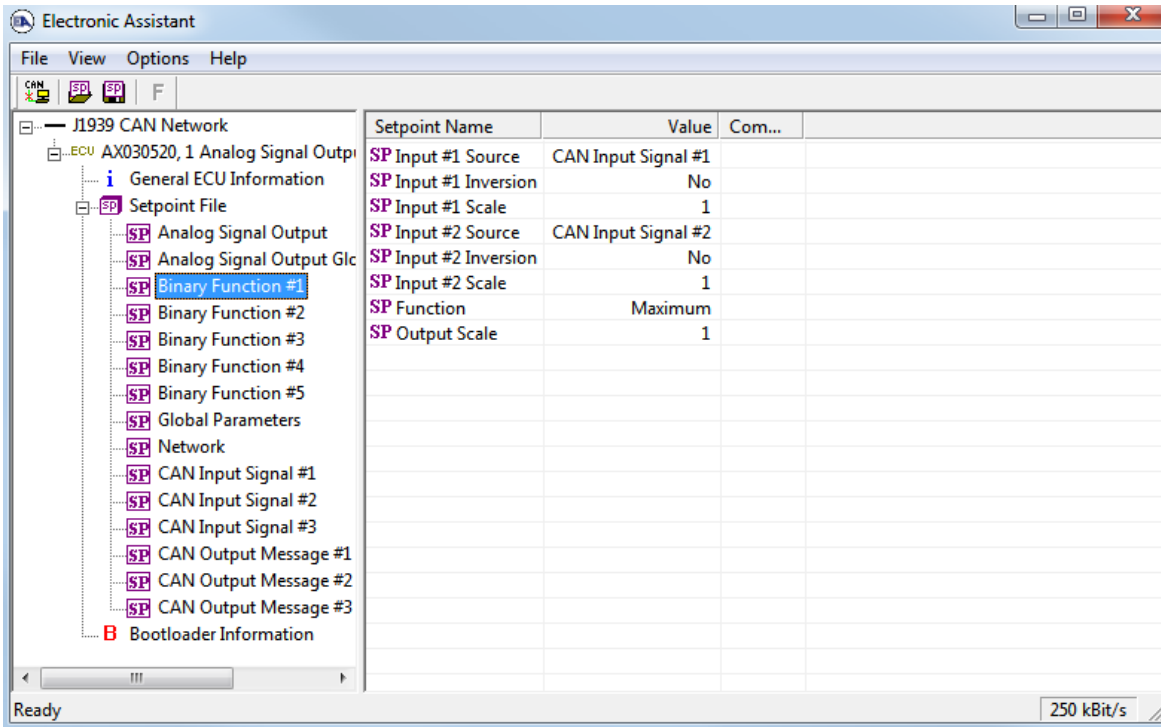 Electronic Assistant
File View Options Help
CAN SP SP F
J1939 CAN Network
ECU AX030520, 1 Analog Signal Outpu
i General ECU Information
SP Setpoint File
SP Analog Signal Output
SP Analog Signal Output Glo
SP Binary Function #1
SP Binary Function #2
SP Binary Function #3
SP Binary Function #4
SP Binary Function #5
SP Global Parameters
SP Network
SP CAN Input Signal #1
SP CAN Input Signal #2
SP CAN Input Signal #3
SP CAN Output Message #1
SP CAN Output Message #2
SP CAN Output Message #3
B Bootloader Information
Setpoint Name Value Com...
SP Input #1 Source CAN Input Signal #1
SP Input #1 Inversion No
SP Input #1 Scale 1
SP Input #2 Source CAN Input Signal #2
SP Input #2 Inversion No
SP Input #2 Scale 1
SP Function Maximum
SP Output Scale 1
Ready 250 kBit/s